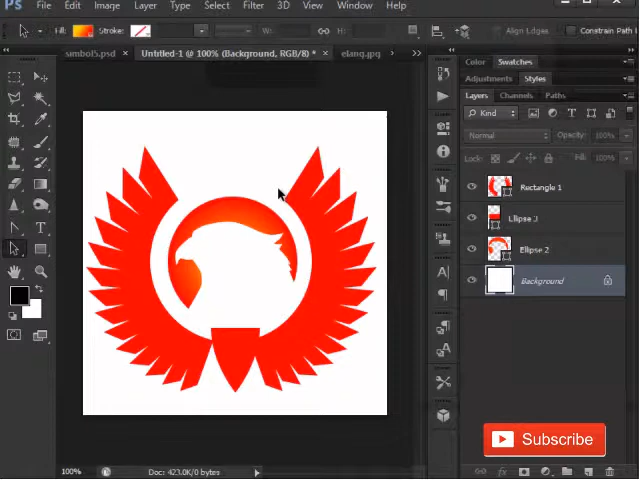 Ps File Edit Image Layer Type Select Filter 3D View Window Help
Fill: Stroke: W: H: Align Edges Constrain
simbol5.psd × Untitled-1 @ 100% (Background, RGB/8) * × elang.jpg ×
Color Swatches
Adjustments Styles
Layers Channels Paths
Kind
Normal Opacity: 100%
Lock: Fill: 100%
Rectangle 1
Ellipse 3
Ellipse 2
Background
Subscribe
100% Doc: 423.0K/0 bytes